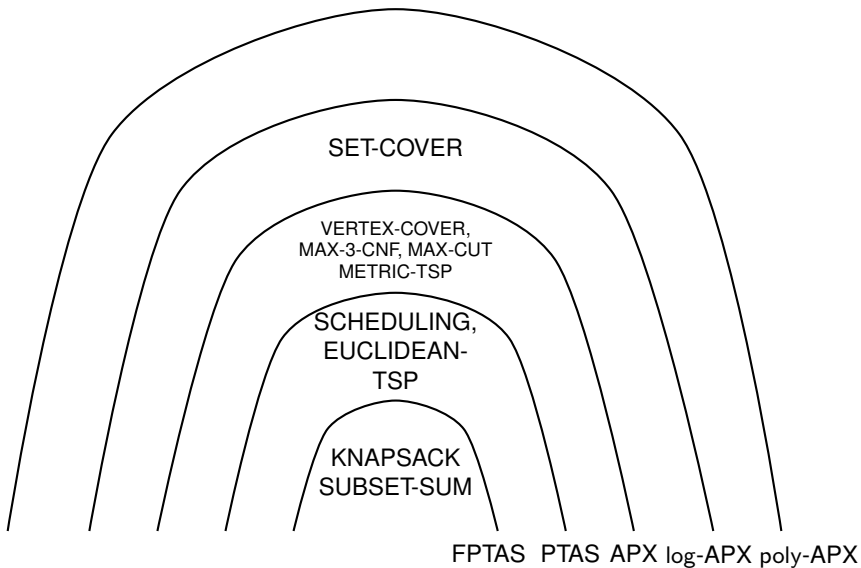 SET-COVER
VERTEX-COVER,
MAX-3-CNF, MAX-CUT
METRIC-TSP
SCHEDULING,
EUCLIDEAN-
TSP
KNAPSACK
SUBSET-SUM
FPTAS PTAS APX log-APX poly-APX